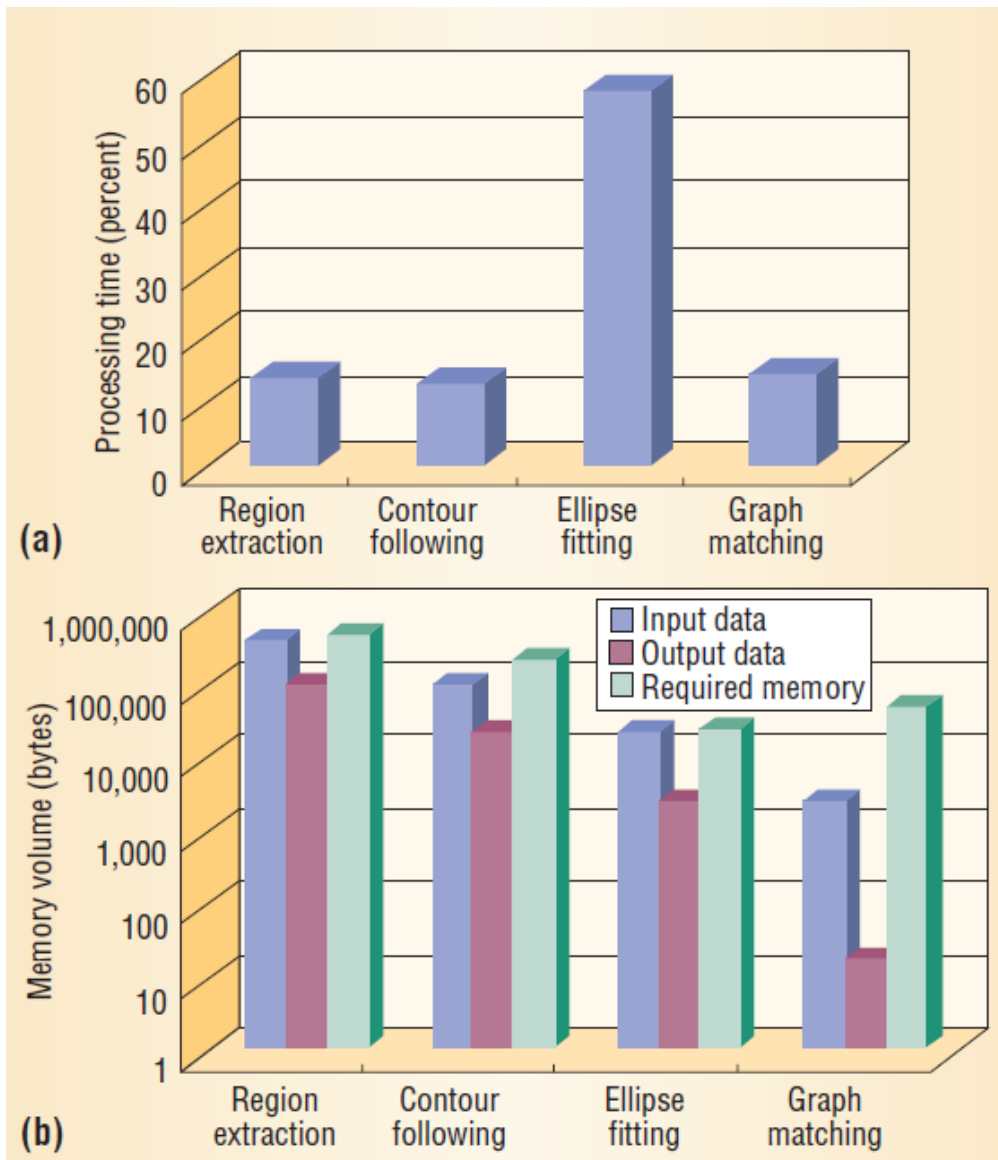 60
50
40
30
20
10
0
Processing time (percent)
Region extraction
Contour following
Ellipse fitting
Graph matching
(a)
1,000,000
100,000
10,000
1,000
100
10
1
Memory volume (bytes)
Input data
Output data
Required memory
Region extraction
Contour following
Ellipse fitting
Graph matching
(b)